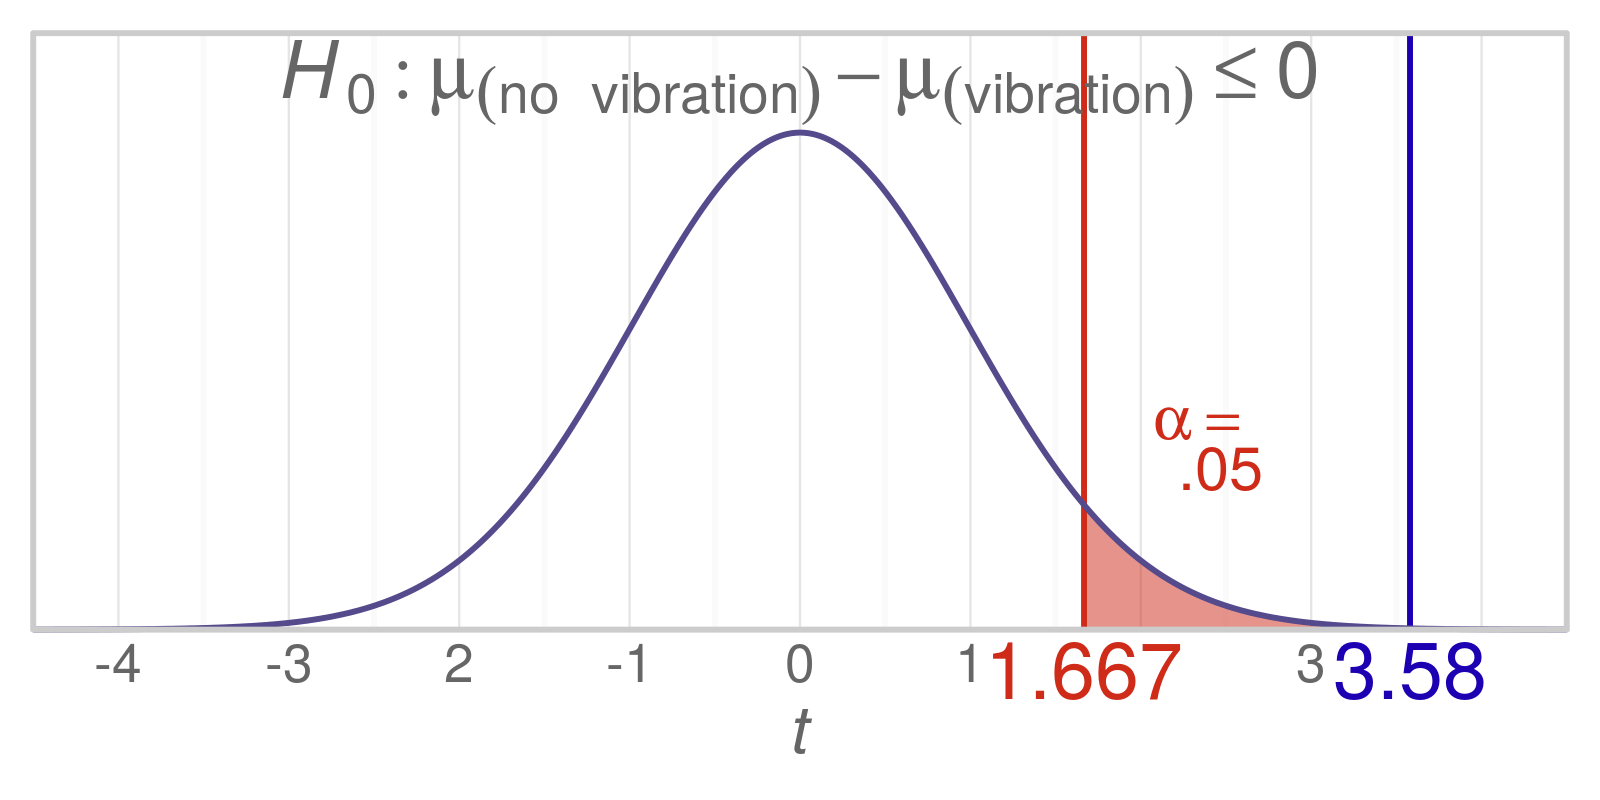 H₀ : μ₍no vibration₎ − μ₍vibration₎ ≤ 0
α =
.05
-4 -3 2 -1 0 1 1.667 3 3.58
t